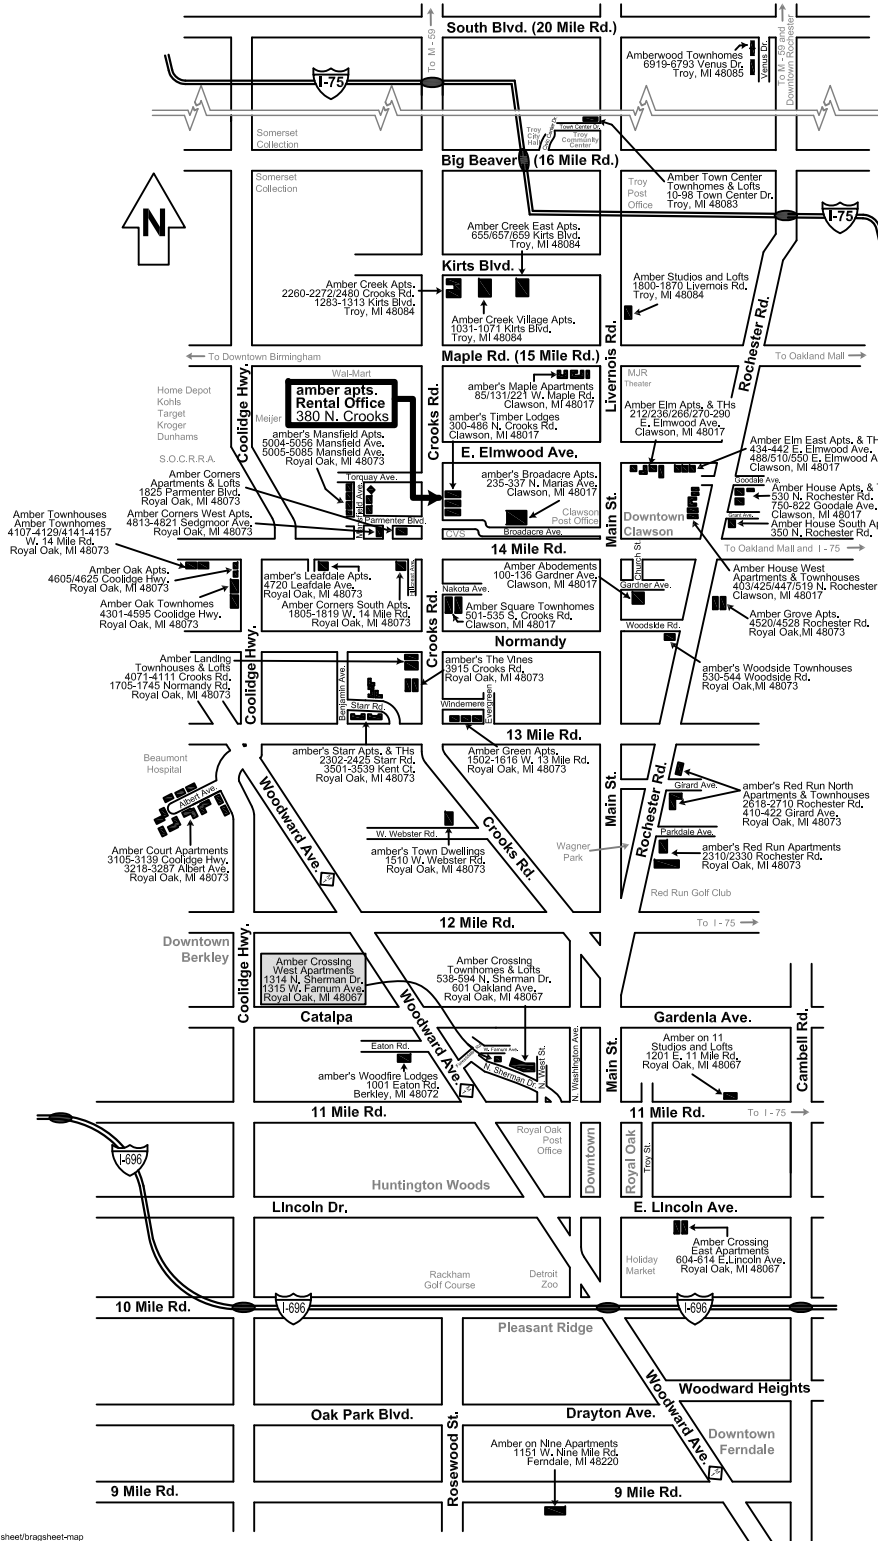 South Blvd. (20 Mile Rd.)
To M - 59
To M - 59 and
Downtown Rochester
Amberwood Townhomes
6919-6793 Venus Dr.
Troy, MI 48085
Venus Dr.
I-75
Somerset
Collection
Troy
City
Hall
Civic Center Dr.
Town Center Dr.
Troy
Community
Center
Big Beaver (16 Mile Rd.)
Somerset
Collection
Troy
Post
Office
Amber Town Center
Townhomes & Lofts
10-98 Town Center Dr.
Troy, MI 48083
N
I-75
Amber Creek East Apts.
655/657/659 Kirts Blvd.
Troy, MI 48084
Kirts Blvd.
Amber Creek Apts.
2260-2272/2480 Crooks Rd.
1283-1313 Kirts Blvd.
Troy, MI 48084
Amber Creek Village Apts.
1031-1071 Kirts Blvd.
Troy, MI 48084
Amber Studios and Lofts
1800-1870 Livernois Rd.
Troy, MI 48084
Livernois Rd.
Rochester Rd.
Maple Rd. (15 Mile Rd.)
To Downtown Birmingham
To Oakland Mall
Wal-Mart
MJR
Theater
Home Depot
Kohls
Target
Kroger
Dunhams
Coolidge Hwy.
Meijer
amber apts.
Rental Office
380 N. Crooks
Crooks Rd.
amber's Maple Apartments
85/131/221 W. Maple Rd.
Clawson, MI 48017
amber's Timber Lodges
300-486 N. Crooks Rd.
Clawson, MI 48017
Amber Elm Apts. & THs
212/236/266/270-290
E. Elmwood Ave.
Clawson, MI 48017
amber's Mansfield Apts.
5004-5056 Mansfield Ave.
5005-5085 Mansfield Ave.
Royal Oak, MI 48073
E. Elmwood Ave.
Amber Elm East Apts. & TH
434-442 E. Elmwood Ave.
488/510/550 E. Elmwood A
Clawson, MI 48017
S.O.C.R.R.A.
Torquay Ave.
Mansfield Ave.
Parmenter Blvd.
Amber Corners
Apartments & Lofts
1825 Parmenter Blvd.
Royal Oak, MI 48073
amber's Broadacre Apts.
235-337 N. Marias Ave.
Clawson, MI 48017
Clawson
Post Office
Goodale Ave.
Grant Ave.
Amber House Apts. & T
530 N. Rochester Rd.
750-822 Goodale Ave.
Clawson, MI 48017
Amber House South Ap
350 N. Rochester Rd.
Amber Corners West Apts.
4813-4821 Sedgmoor Ave.
Royal Oak, MI 48073
Amber Townhouses
Amber Townhomes
4107-4129/4141-4157
W. 14 Mile Rd.
Royal Oak, MI 48073
Main St.
Downtown
Clawson
CVS
Broadacre Ave.
14 Mile Rd.
To Oakland Mall and I - 75
Church St.
Amber Oak Apts.
4605/4625 Coolidge Hwy.
Royal Oak, MI 48073
amber's Leafdale Apts.
4720 Leafdale Ave.
Royal Oak, MI 48073
Amber Abodements
100-136 Gardner Ave.
Clawson, MI 48017
Gardner Ave.
Amber House West
Apartments & Townhouses
403/425/447/519 N. Rochester
Clawson, MI 48017
Nakota Ave.
Amber Oak Townhomes
4301-4595 Coolidge Hwy.
Royal Oak, MI 48073
Amber Corners South Apts.
1805-1819 W. 14 Mile Rd.
Royal Oak, MI 48073
Amber Square Townhomes
501-535 S. Crooks Rd.
Clawson, MI 48017
Amber Grove Apts.
4520/4528 Rochester Rd.
Royal Oak,MI 48073
Woodside Rd.
Coolidge Hwy.
Crooks Rd.
Normandy
Amber Landing
Townhouses & Lofts
4071-4111 Crooks Rd.
1705-1745 Normandy Rd.
Royal Oak, MI 48073
amber's The Vines
3915 Crooks Rd.
Royal Oak, MI 48073
amber's Woodside Townhouses
530-544 Woodside Rd.
Royal Oak,MI 48073
Benjamin Ave.
Starr Rd.
Windemere
Evergreen
13 Mile Rd.
Beaumont
Hospital
amber's Starr Apts. & THs
2302-2425 Starr Rd.
3501-3539 Kent Ct.
Royal Oak, MI 48073
Amber Green Apts.
1502-1616 W. 13 Mile Rd.
Royal Oak, MI 48073
Albert Ave.
Woodward Ave.
Main St.
Rochester Rd.
Girard Ave.
Parkdale Ave.
amber's Red Run North
Apartments & Townhouses
2618-2710 Rochester Rd.
410-422 Girard Ave.
Royal Oak, MI 48073
Amber Court Apartments
3105-3139 Coolidge Hwy.
3218-3287 Albert Ave.
Royal Oak, MI 48073
W. Webster Rd.
Crooks Rd.
amber's Town Dwellings
1510 W. Webster Rd.
Royal Oak, MI 48073
Wagner
Park
amber's Red Run Apartments
2310/2330 Rochester Rd.
Royal Oak, MI 48073
Red Run Golf Club
12 Mile Rd.
To I - 75
Downtown
Berkley
Coolidge Hwy.
Amber Crossing
West Apartments
1314 N. Sherman Dr.
1315 W. Farnum Ave.
Royal Oak, MI 48067
Amber Crossing
Townhomes & Lofts
538-594 N. Sherman Dr.
601 Oakland Ave.
Royal Oak, MI 48067
Catalpa
Gardenia Ave.
Woodward Ave.
Eaton Rd.
W. Farnum Ave.
N. Sherman Dr.
N. West St.
N. Washington Ave.
Main St.
Cambell Rd.
amber's Woodfire Lodges
1001 Eaton Rd.
Berkley, MI 48072
Amber on 11
Studios and Lofts
1201 E. 11 Mile Rd.
Royal Oak, MI 48067
11 Mile Rd.
11 Mile Rd.
To I - 75
I-696
Royal Oak
Post
Office
Downtown
Royal Oak
Troy St.
Huntington Woods
Lincoln Dr.
E. Lincoln Ave.
Amber Crossing
East Apartments
604-614 E.Lincoln Ave.
Royal Oak, MI 48067
Rackham
Golf Course
Detroit
Zoo
Holiday
Market
10 Mile Rd.
I-696
I-696
Pleasant Ridge
Woodward Ave.
Woodward Heights
Oak Park Blvd.
Rosewood St.
Drayton Ave.
Downtown
Ferndale
Amber on Nine Apartments
1151 W. Nine Mile Rd.
Ferndale, MI 48220
9 Mile Rd.
9 Mile Rd.
sheet/bragsheet-map